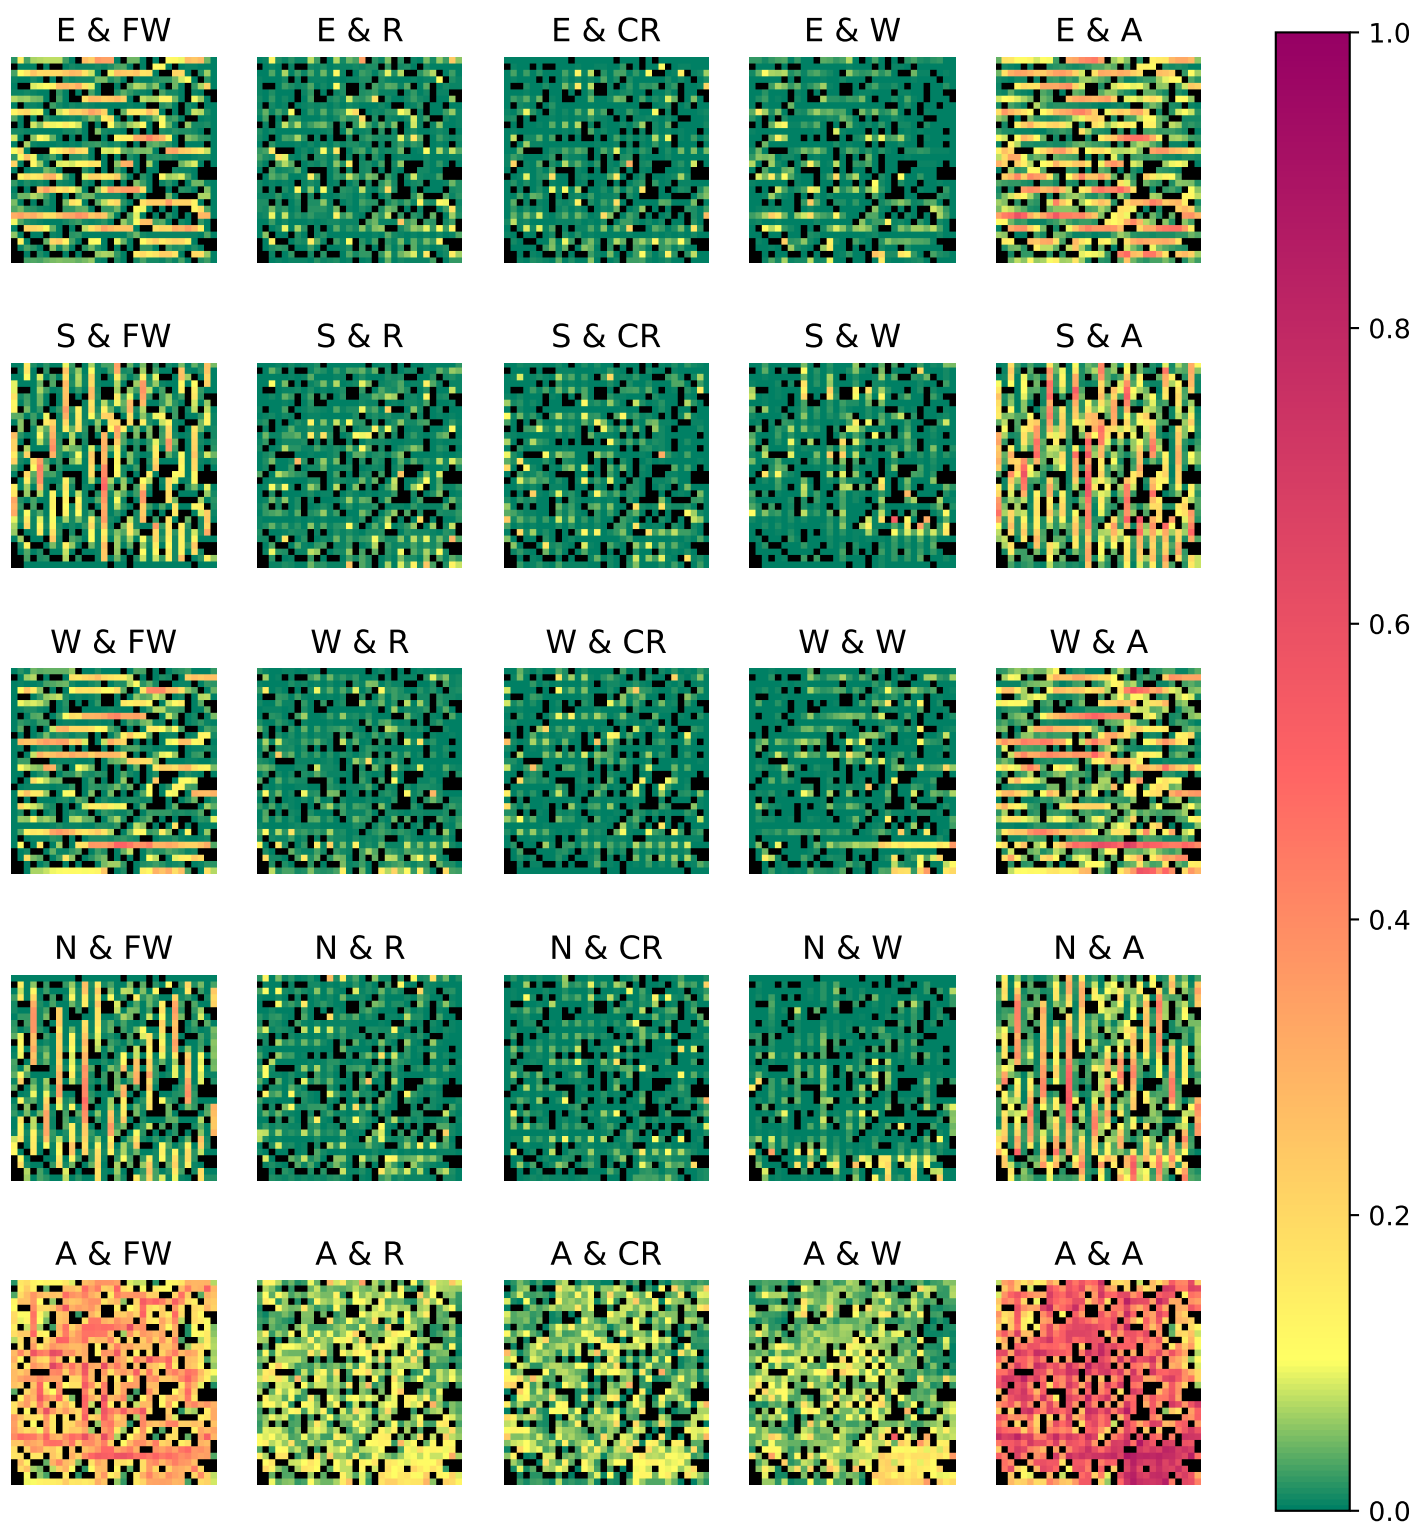 E & FW E & R E & CR E & W E & A
1.0
S & FW S & R S & CR S & W S & A
0.8
0.6
W & FW W & R W & CR W & W W & A
0.4
N & FW N & R N & CR N & W N & A
0.2
A & FW A & R A & CR A & W A & A
0.0